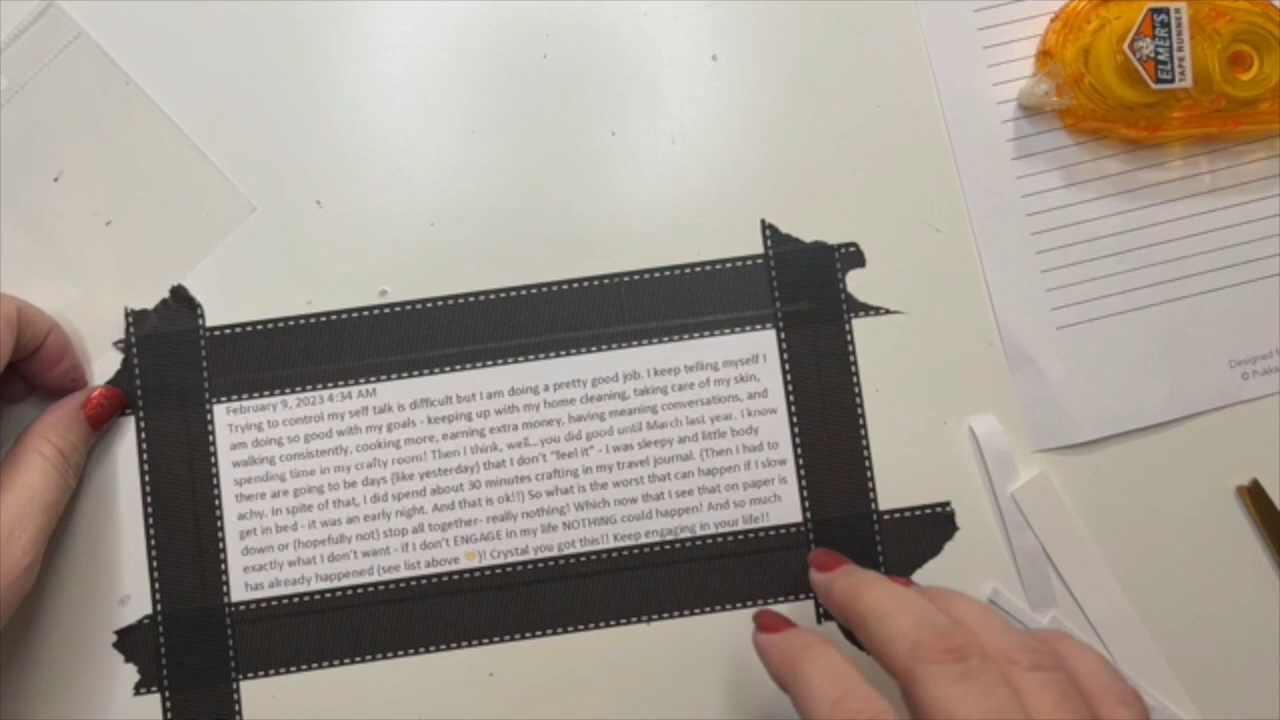 February 9, 2023 4:34 AM
Trying to control my self talk is difficult but I am doing a pretty good job. I keep telling myself I
am doing so good with my goals - keeping up with my home cleaning, taking care of my skin,
walking consistently, cooking more, earning extra money, having meaning conversations, and
spending time in my crafty room! Then I think, well...you did good until March last year. I know
there are going to be days (like yesterday) that I don't "feel it" - I was sleepy and little body
achy. In spite of that, I did spend about 30 minutes crafting in my travel journal. (Then I had to
get in bed - it was an early night. And that is ok!!) So what is the worst that can happen if I slow
down or (hopefully not) stop all together- really nothing! Which now that I see that on paper is
exactly what I don't want - if I don't ENGAGE in my life NOTHING could happen! And so much
has already happened (see list above 🤝)! Crystal you got this!! Keep engaging in your life!!
ELMER'S
TAPE RUNNER
Designed
© Pukka